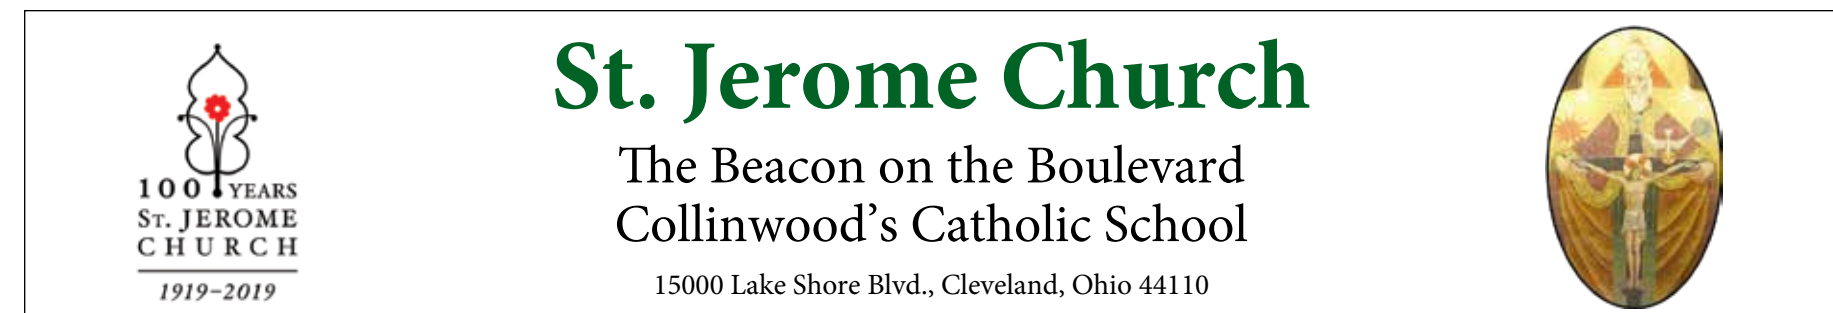 100 YEARS
ST. JEROME
CHURCH
1919–2019
St. Jerome Church
The Beacon on the Boulevard
Collinwood’s Catholic School
15000 Lake Shore Blvd., Cleveland, Ohio 44110